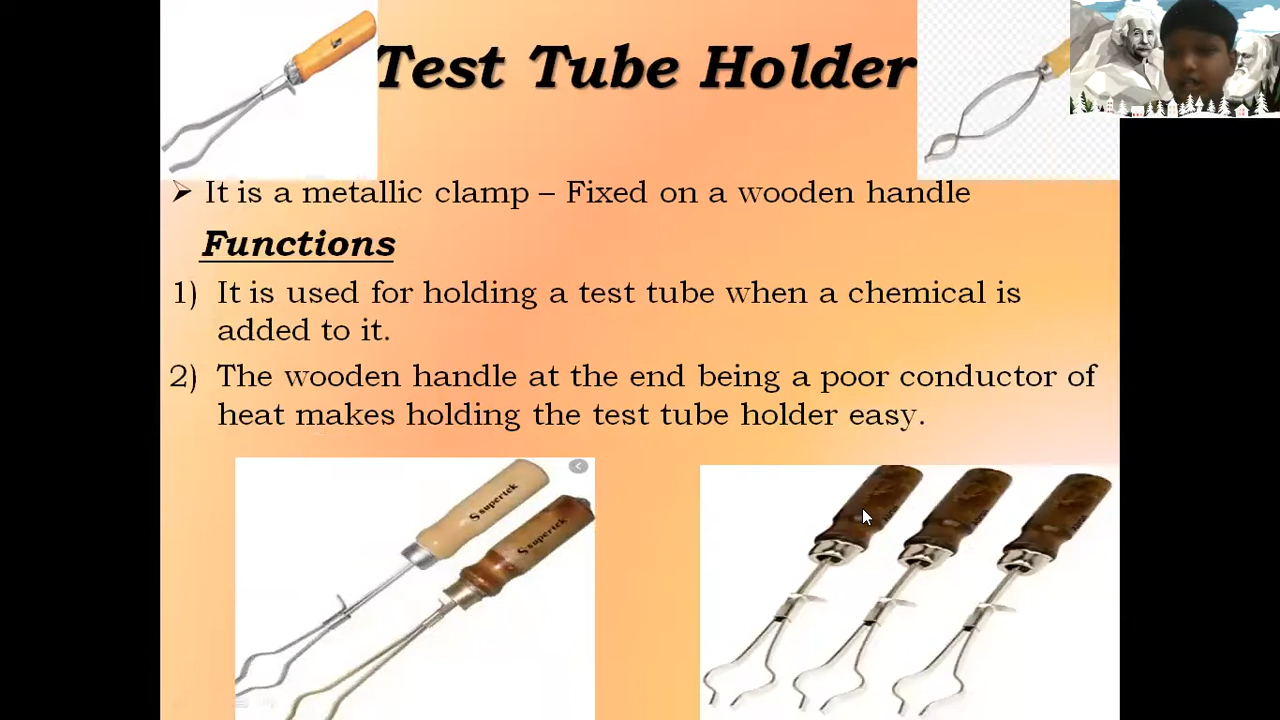 Test Tube Holder
➢ It is a metallic clamp – Fixed on a wooden handle
Functions
1) It is used for holding a test tube when a chemical is
added to it.
2) The wooden handle at the end being a poor conductor of
heat makes holding the test tube holder easy.
Supertek
Supertek